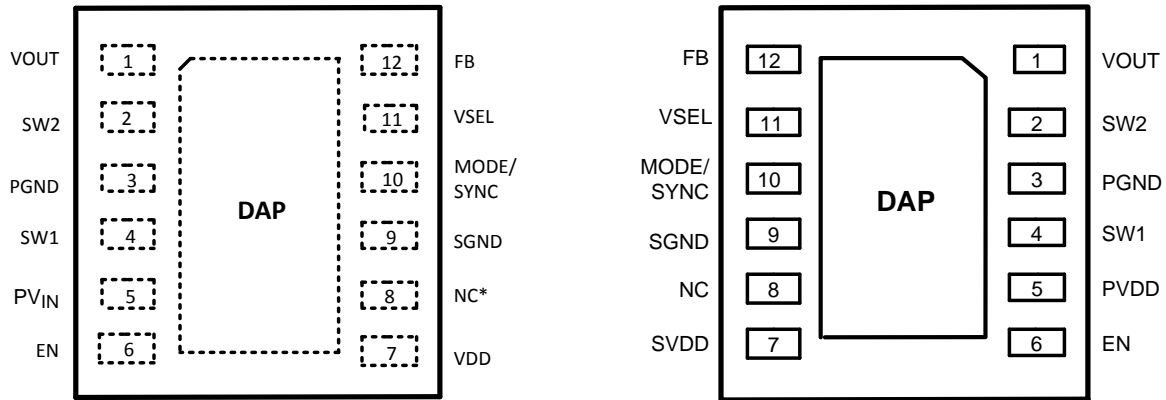 VOUT 1 12 FB
SW2 2 11 VSEL
PGND 3 10 MODE/
SYNC
DAP
SW1 4 9 SGND
PVIN 5 8 NC*
EN 6 7 VDD
FB 12 1 VOUT
VSEL 11 2 SW2
MODE/
SYNC 10 3 PGND
DAP
SGND 9 4 SW1
NC 8 5 PVDD
SVDD 7 6 EN